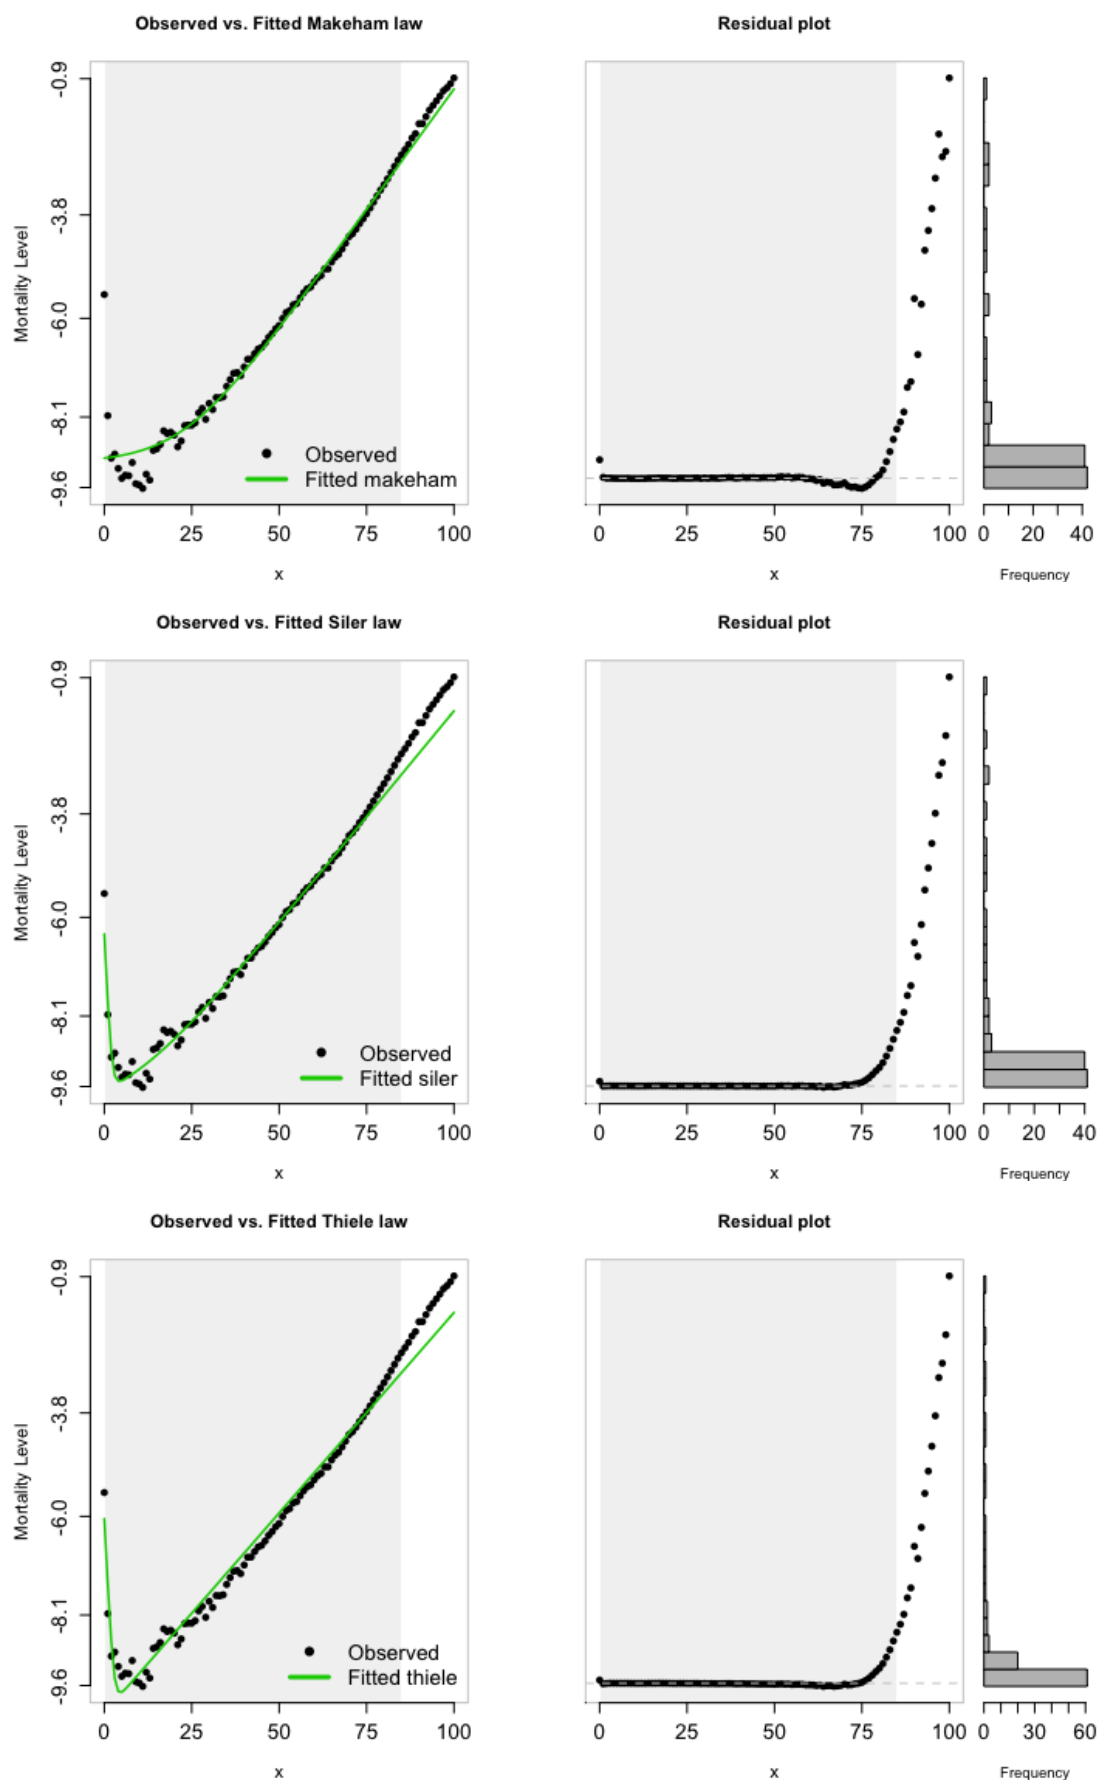 Observed vs. Fitted Makeham law
Residual plot
Mortality Level
-0.9
-3.8
-6.0
-8.1
-9.6
Observed
Fitted makeham
0 25 50 75 100
x
0 25 50 75 100
x
0 20 40
Frequency
Observed vs. Fitted Siler law
Residual plot
Mortality Level
-0.9
-3.8
-6.0
-8.1
-9.6
Observed
Fitted siler
0 25 50 75 100
x
0 25 50 75 100
x
0 20 40
Frequency
Observed vs. Fitted Thiele law
Residual plot
Mortality Level
-0.9
-3.8
-6.0
-8.1
-9.6
Observed
Fitted thiele
0 25 50 75 100
x
0 25 50 75 100
x
0 30 60
Frequency